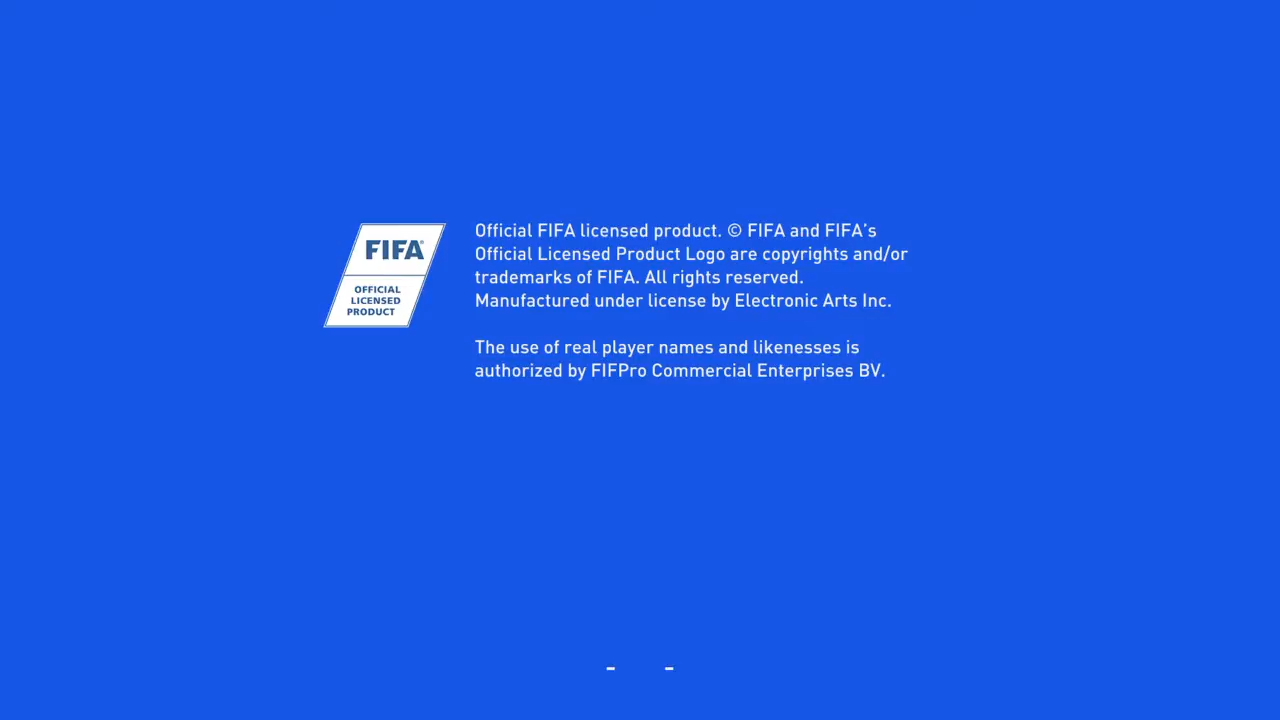 FIFA®
OFFICIAL
LICENSED
PRODUCT
Official FIFA licensed product. © FIFA and FIFA's
Official Licensed Product Logo are copyrights and/or
trademarks of FIFA. All rights reserved.
Manufactured under license by Electronic Arts Inc.
The use of real player names and likenesses is
authorized by FIFPro Commercial Enterprises BV.